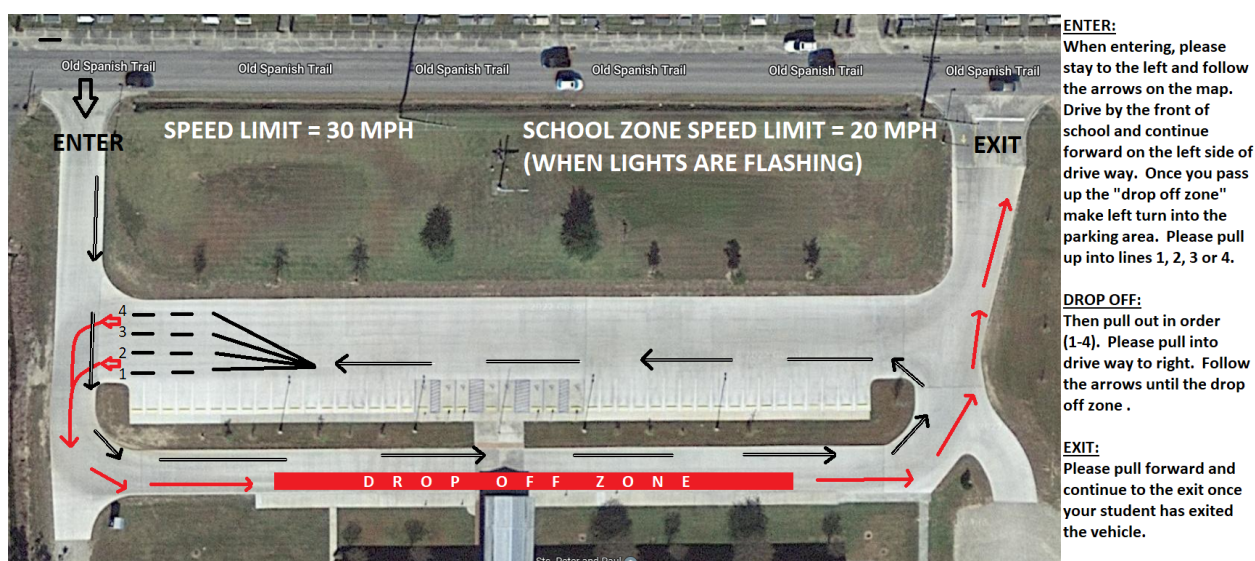 Old Spanish Trail
Old Spanish Trail
Old Spanish Trail
Old Spanish Trail
Old Spanish Trail
Old Spanish Trail
ENTER
SPEED LIMIT = 30 MPH
SCHOOL ZONE SPEED LIMIT = 20 MPH
(WHEN LIGHTS ARE FLASHING)
EXIT
4
3
2
1
DROP OFF ZONE
Sts. Peter and Paul
ENTER:
When entering, please
stay to the left and follow
the arrows on the map.
Drive by the front of
school and continue
forward on the left side of
drive way. Once you pass
up the "drop off zone"
make left turn into the
parking area. Please pull
up into lines 1, 2, 3 or 4.
DROP OFF:
Then pull out in order
(1-4). Please pull into
drive way to right. Follow
the arrows until the drop
off zone .
EXIT:
Please pull forward and
continue to the exit once
your student has exited
the vehicle.